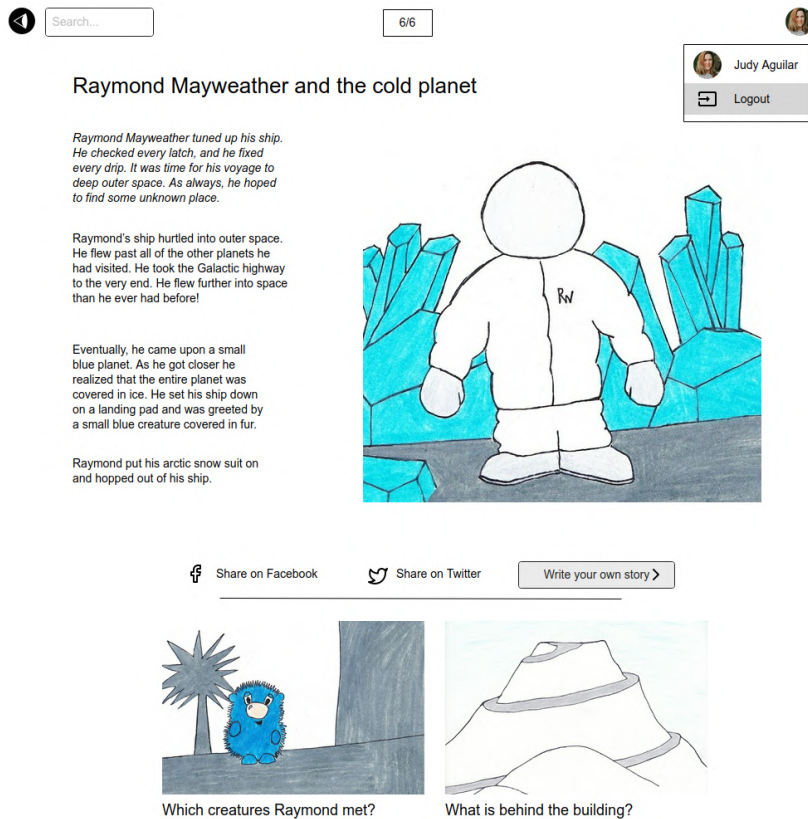 Search...
6/6
Judy Aguilar
Logout
Raymond Mayweather and the cold planet
Raymond Mayweather tuned up his ship.
He checked every latch, and he fixed
every drip. It was time for his voyage to
deep outer space. As always, he hoped
to find some unknown place.
Raymond's ship hurtled into outer space.
He flew past all of the other planets he
had visited. He took the Galactic highway
to the very end. He flew further into space
than he ever had before!
Eventually, he came upon a small
blue planet. As he got closer he
realized that the entire planet was
covered in ice. He set his ship down
on a landing pad and was greeted by
a small blue creature covered in fur.
Raymond put his arctic snow suit on
and hopped out of his ship.
RW
Share on Facebook
Share on Twitter
Write your own story
Which creatures Raymond met?
What is behind the building?